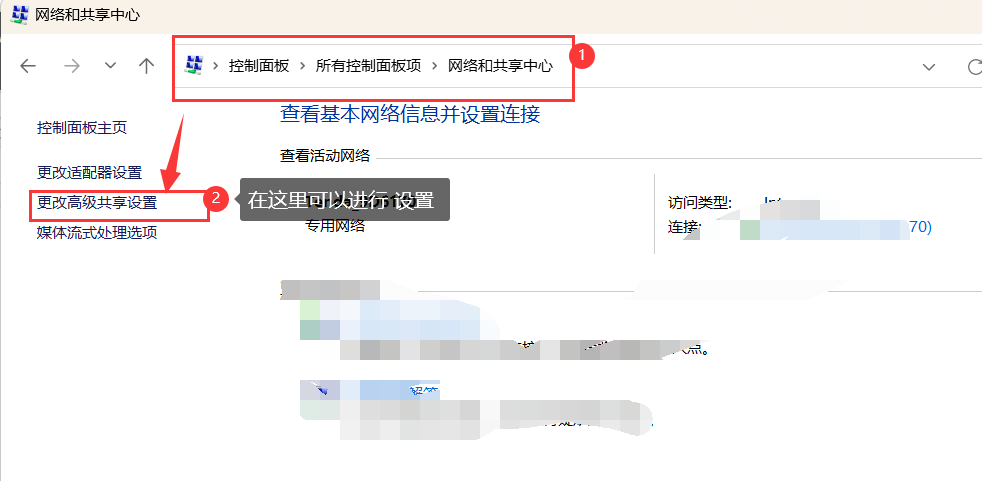 网络和共享中心
控制面板 › 所有控制面板项 › 网络和共享中心
1
查看基本网络信息并设置连接
控制面板主页
查看活动网络
更改适配器设置
更改高级共享设置
2
在这里可以进行 设置
访问类型:
专用网络
连接:
70)
媒体流式处理选项